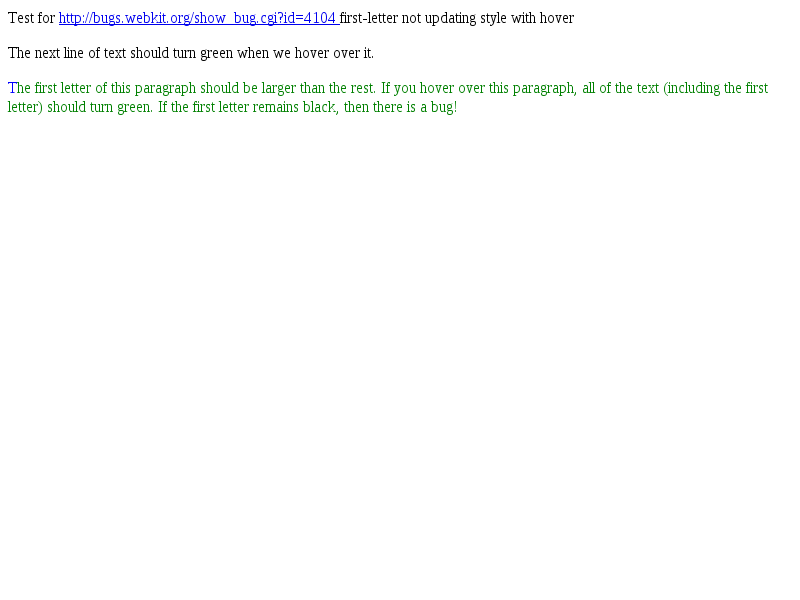 Test for http://bugs.webkit.org/show_bug.cgi?id=4104 first-letter not updating style with hover
The next line of text should turn green when we hover over it.
The first letter of this paragraph should be larger than the rest. If you hover over this paragraph, all of the text (including the first
letter) should turn green. If the first letter remains black, then there is a bug!